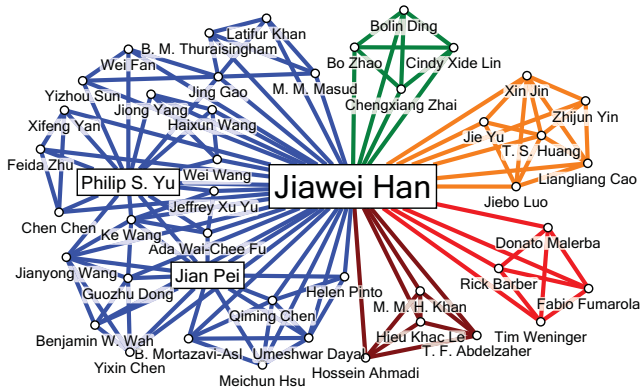 Bolin Ding
Latifur Khan
B. M. Thuraisingham
Bo Zhao
Cindy Xide Lin
Wei Fan
M. M. Masud
Jing Gao
Yizhou Sun
Chengxiang Zhai
Xin Jin
Jiong Yang
Zhijun Yin
Xifeng Yan
Haixun Wang
Jie Yu
T. S. Huang
Feida Zhu
Wei Wang
Liangliang Cao
Philip S. Yu
Jiawei Han
Jiebo Luo
Jeffrey Xu Yu
Chen Chen
Ke Wang
Ada Wai-Chee Fu
Donato Malerba
Jianyong Wang
Jian Pei
Rick Barber
Guozhu Dong
Helen Pinto
M. M. H. Khan
Fabio Fumarola
Qiming Chen
Benjamin W. Wah
Hieu Khac Le
Tim Weninger
B. Mortazavi-Asl
Umeshwar Dayal
T. F. Abdelzaher
Yixin Chen
Meichun Hsu
Hossein Ahmadi